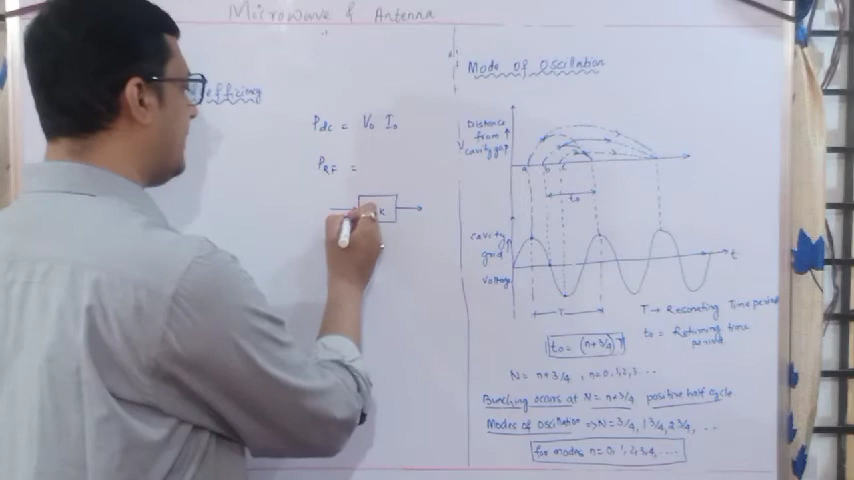 Microwave & Antenna
efficiency
Pdc = V₀ I₀
P_RF =
K
Mode of Oscillation
Distance
from
cavity gap
a b c
t₀
cavity
grid
voltage
t
T
T → Resonating Time period
t₀ = Returning time
period
t₀ = (n+3/4)T
N = n+3/4, n=0,1,2,3...
Bunching occurs at N = n+3/4 positive half cycle
Modes of oscillation => N = 3/4, 1 3/4, 2 3/4, ...
for modes n=0,1,2,3,4,....